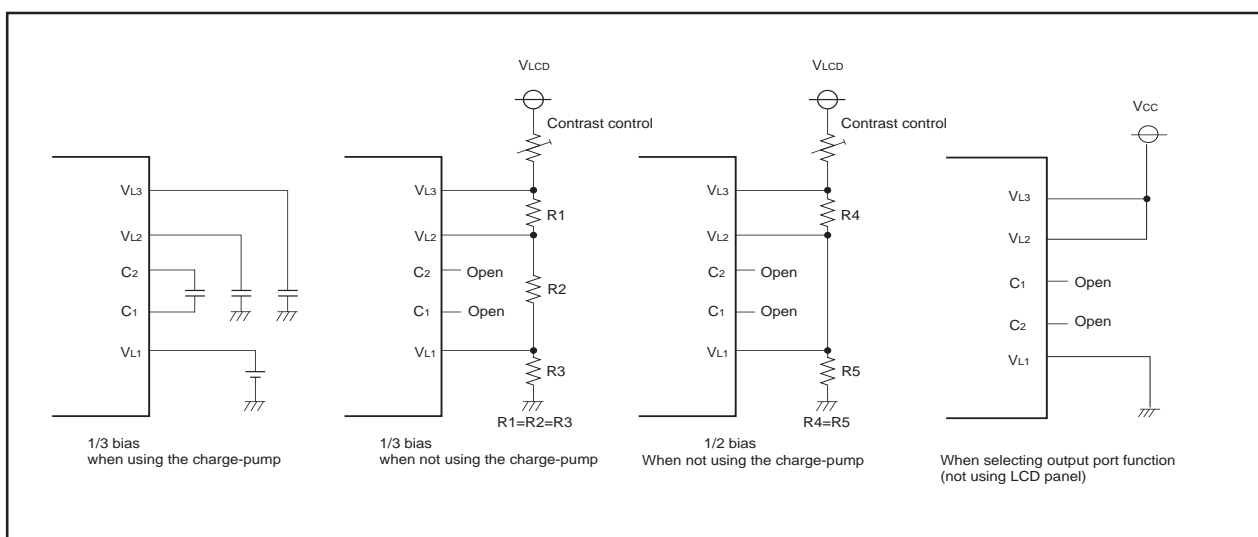 VL3
VL2
C2
C1
VL1
1/3 bias
when using the charge-pump
VLCD
Contrast control
VL3
R1
VL2
C2
Open
R2
C1
Open
VL1
R3
R1=R2=R3
1/3 bias
when not using the charge-pump
VLCD
Contrast control
VL3
R4
VL2
C2
Open
C1
Open
VL1
R5
R4=R5
1/2 bias
When not using the charge-pump
VCC
VL3
VL2
C1
Open
C2
Open
VL1
When selecting output port function
(not using LCD panel)